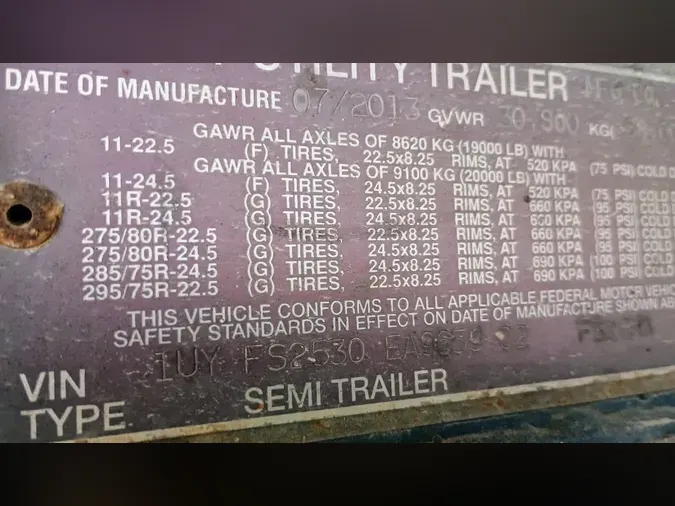 UTILITY TRAILER MFG CO.
DATE OF MANUFACTURE 07/2013 GVWR 30,900 KG(
GAWR ALL AXLES OF 8620 KG (19000 LB) WITH
11-22.5 (F) TIRES, 22.5x8.25 RIMS, AT 520 KPA (75 PSI) COLD
GAWR ALL AXLES OF 9100 KG (20000 LB) WITH
11-24.5 (F) TIRES, 24.5x8.25 RIMS, AT 520 KPA (75 PSI) COLD
11R-22.5 (G) TIRES, 22.5x8.25 RIMS, AT 660 KPA (95 PSI) COLD
11R-24.5 (G) TIRES, 24.5x8.25 RIMS, AT 660 KPA (95 PSI) COLD
275/80R-22.5 (G) TIRES, 22.5x8.25 RIMS, AT 660 KPA (95 PSI) COLD
275/80R-24.5 (G) TIRES, 24.5x8.25 RIMS, AT 660 KPA (95 PSI) COLD
285/75R-24.5 (G) TIRES, 24.5x8.25 RIMS, AT 690 KPA (100 PSI) COLD
295/75R-22.5 (G) TIRES, 22.5x8.25 RIMS, AT 690 KPA (100 PSI) COLD
THIS VEHICLE CONFORMS TO ALL APPLICABLE FEDERAL MOTOR VEHIC
SAFETY STANDARDS IN EFFECT ON DATE OF MANUFACTURE SHOWN AB
VIN 1UY FS2530
TYPE SEMI TRAILER